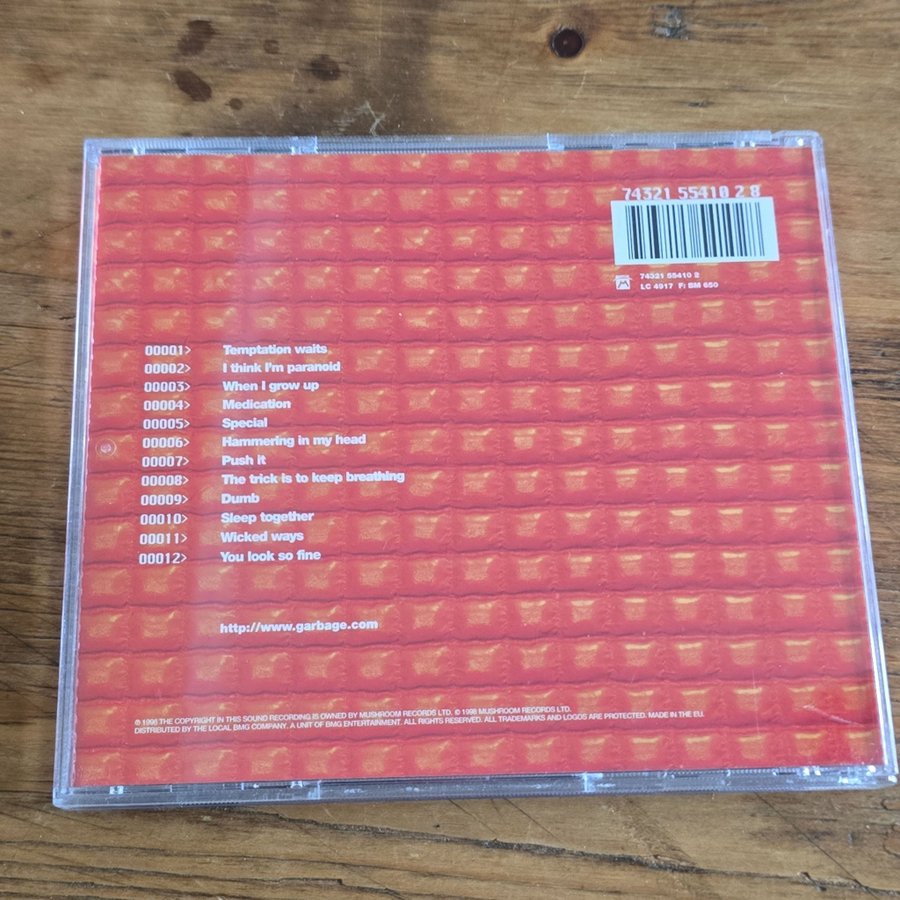 74321 55410 2 8
74321 55410 2
LC 4917 F: BM 650
00001> Temptation waits
00002> I think I'm paranoid
00003> When I grow up
00004> Medication
00005> Special
00006> Hammering in my head
00007> Push it
00008> The trick is to keep breathing
00009> Dumb
00010> Sleep together
00011> Wicked ways
00012> You look so fine
http://www.garbage.com
℗ 1998 THE COPYRIGHT IN THIS SOUND RECORDING IS OWNED BY MUSHROOM RECORDS LTD. © 1998 MUSHROOM RECORDS LTD.
DISTRIBUTED BY THE LOCAL BMG COMPANY. A UNIT OF BMG ENTERTAINMENT. ALL RIGHTS RESERVED. ALL TRADEMARKS AND LOGOS ARE PROTECTED. MADE IN THE EU.